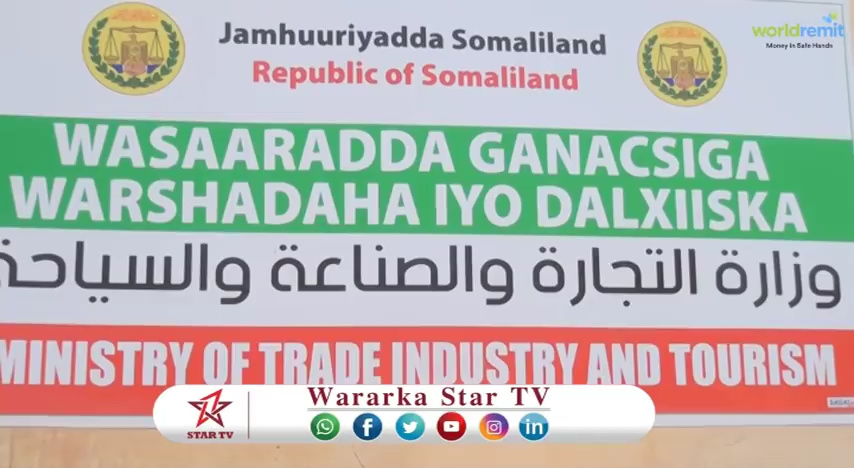 Jamhuuriyadda Somaliland
Republic of Somaliland
worldremit
Money in Safe Hands
WASAARADDA GANACSIGA
WARSHADAHA IYO DALXIISKA
وزارة التجارة والصناعة والسياحة
MINISTRY OF TRADE INDUSTRY AND TOURISM
STAR TV
Wararka Star TV